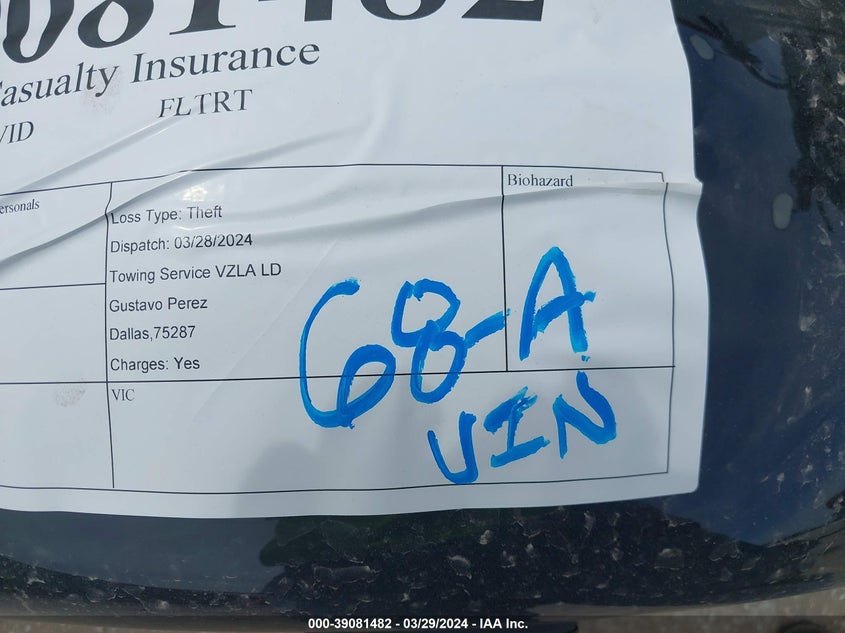 081482
Casualty Insurance
VID FLTRT
ersonals
Loss Type: Theft
Dispatch: 03/28/2024
Towing Service VZLA LD
Gustavo Perez
Dallas,75287
Charges: Yes
Biohazard
68-A
VIN
VIC
000-39081482 - 03/29/2024 - IAA Inc.